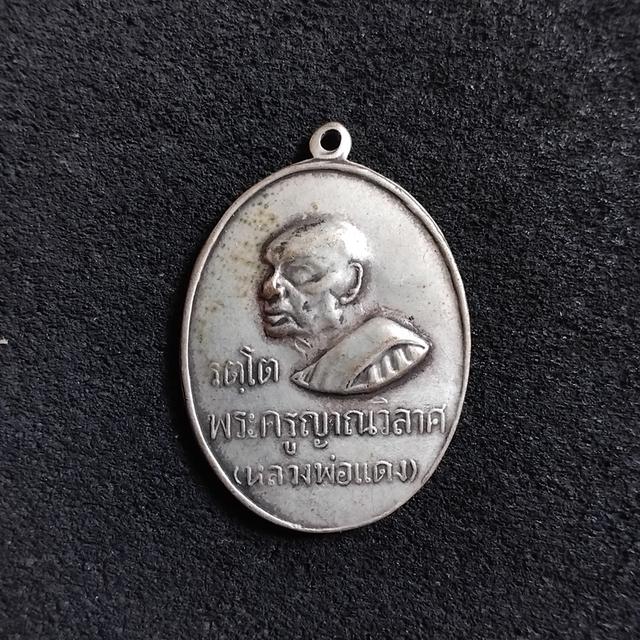 รตฺโต
พระครูญาณวิลาศ
(หลวงพ่อแดง)